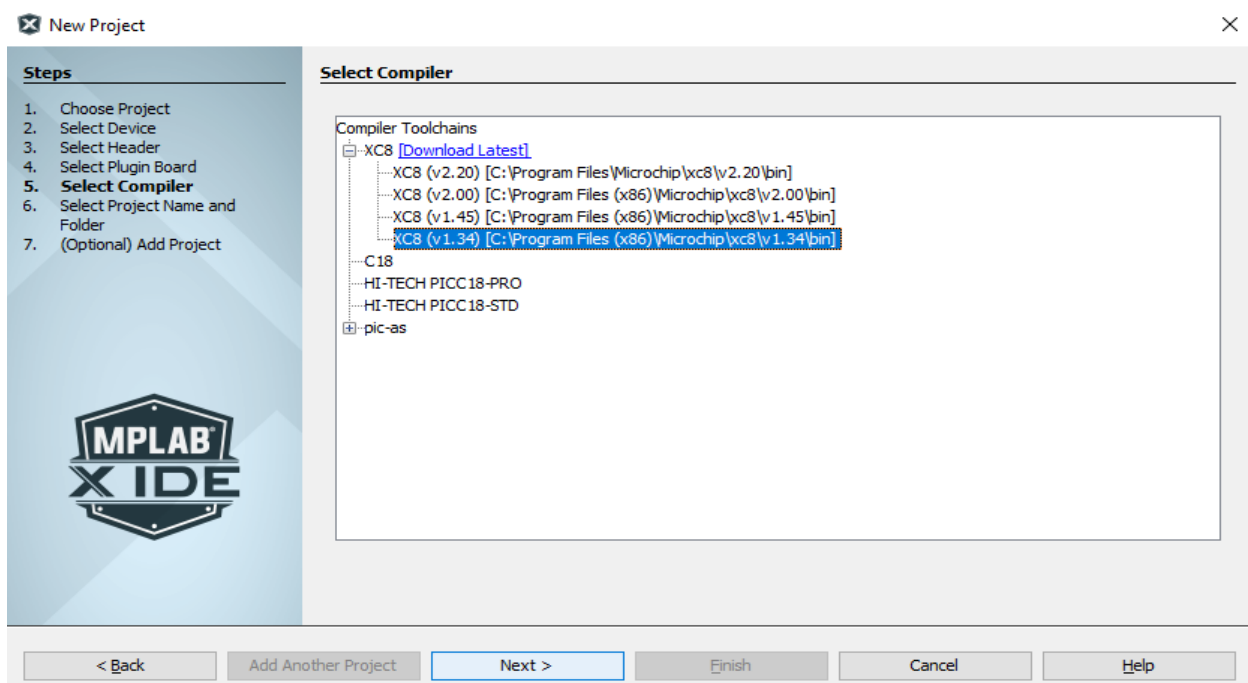 New Project
Steps
1. Choose Project
2. Select Device
3. Select Header
4. Select Plugin Board
5. Select Compiler
6. Select Project Name and
Folder
7. (Optional) Add Project
MPLAB®
X IDE
Select Compiler
Compiler Toolchains
XC8 [Download Latest]
XC8 (v2.20) [C:\Program Files\Microchip\xc8\v2.20\bin]
XC8 (v2.00) [C:\Program Files (x86)\Microchip\xc8\v2.00\bin]
XC8 (v1.45) [C:\Program Files (x86)\Microchip\xc8\v1.45\bin]
XC8 (v1.34) [C:\Program Files (x86)\Microchip\xc8\v1.34\bin]
C18
HI-TECH PICC18-PRO
HI-TECH PICC18-STD
pic-as
< Back
Add Another Project
Next >
Finish
Cancel
Help